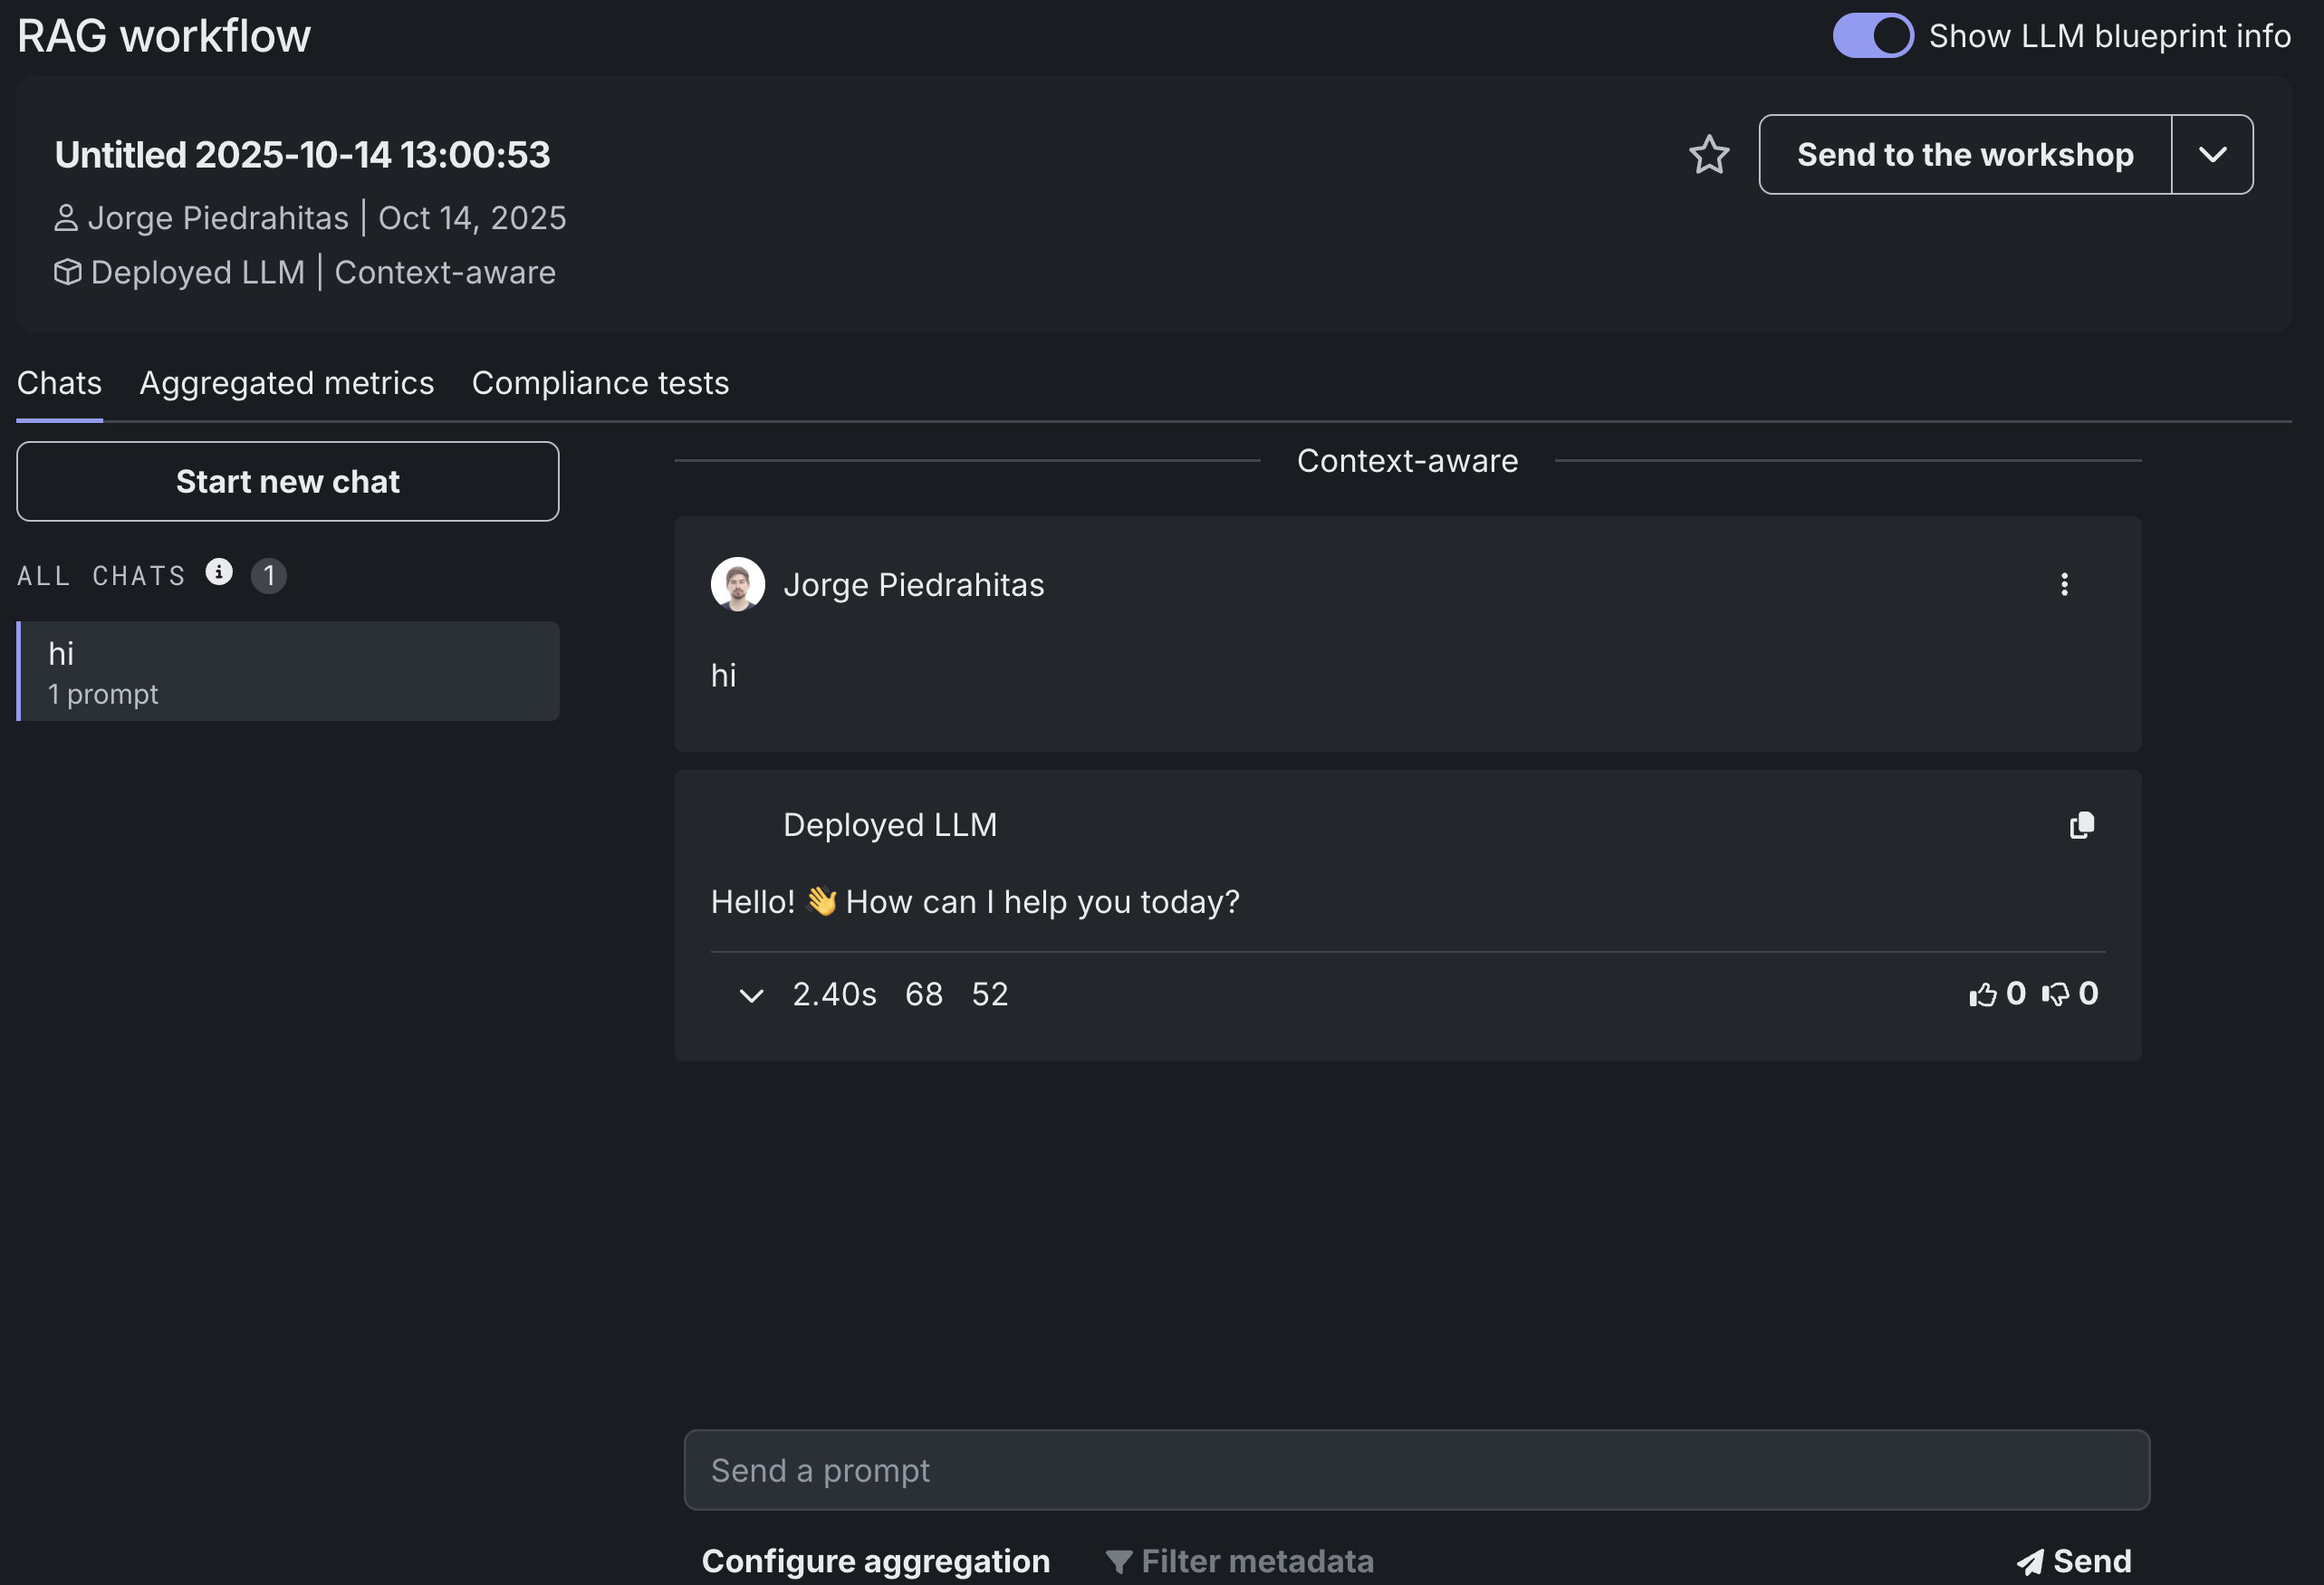 RAG workflow
Show LLM blueprint info
Untitled 2025-10-14 13:00:53
Send to the workshop
Jorge Piedrahitas | Oct 14, 2025
Deployed LLM | Context-aware
Chats Aggregated metrics Compliance tests
Start new chat
ALL CHATS 1
hi
1 prompt
Context-aware
Jorge Piedrahitas
hi
Deployed LLM
Hello! 👋 How can I help you today?
2.40s 68 52
0 0
Send a prompt
Configure aggregation Filter metadata Send